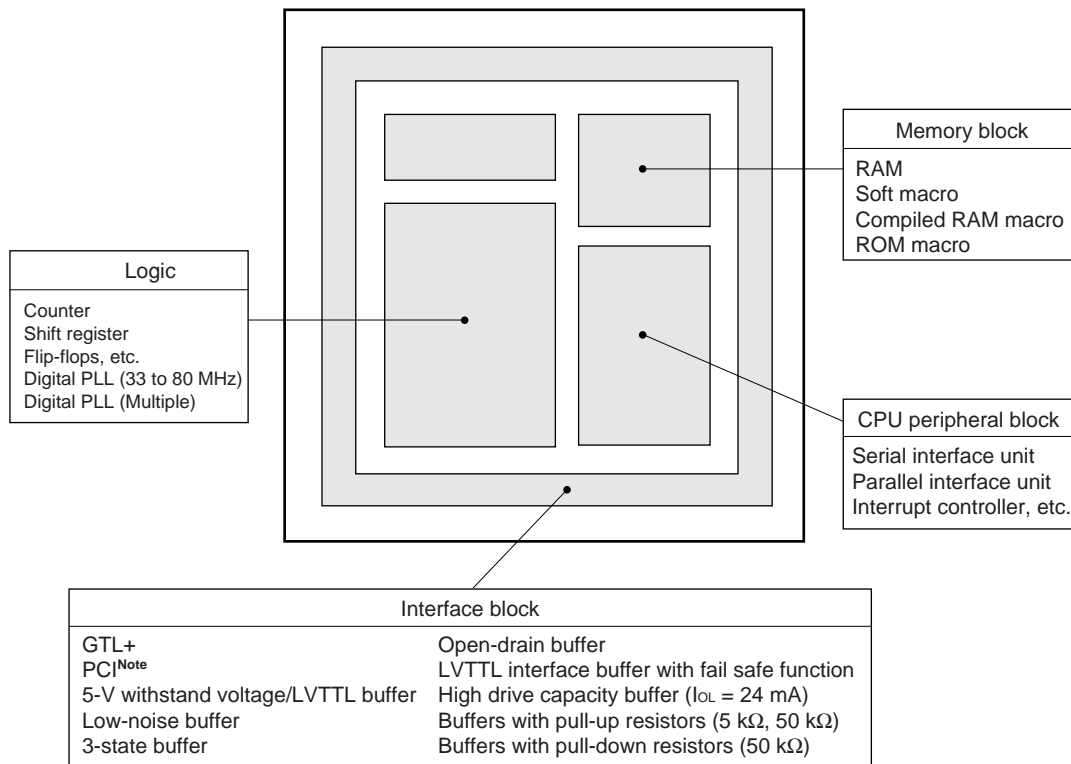 Memory block
RAM
Soft macro
Compiled RAM macro
ROM macro
Logic
Counter
Shift register
Flip-flops, etc.
Digital PLL (33 to 80 MHz)
Digital PLL (Multiple)
CPU peripheral block
Serial interface unit
Parallel interface unit
Interrupt controller, etc.
Interface block
GTL+
PCI Note
5-V withstand voltage/LVTTL buffer
Low-noise buffer
3-state buffer
Open-drain buffer
LVTTL interface buffer with fail safe function
High drive capacity buffer (IOL = 24 mA)
Buffers with pull-up resistors (5 kΩ, 50 kΩ)
Buffers with pull-down resistors (50 kΩ)